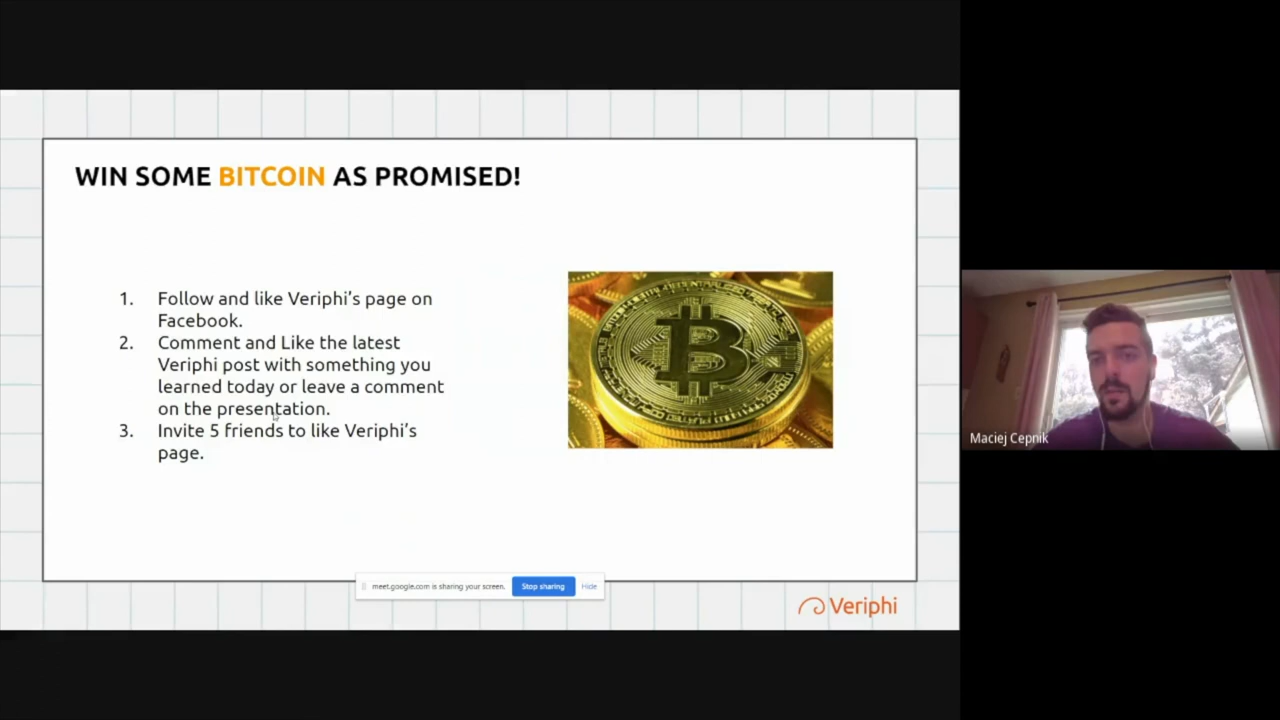 WIN SOME BITCOIN AS PROMISED!
1. Follow and like Veriphi's page on
Facebook.
2. Comment and Like the latest
Veriphi post with something you
learned today or leave a comment
on the presentation.
3. Invite 5 friends to like Veriphi's
page.
meet.google.com is sharing your screen. Stop sharing Hide
Veriphi
Maciej Cepnik